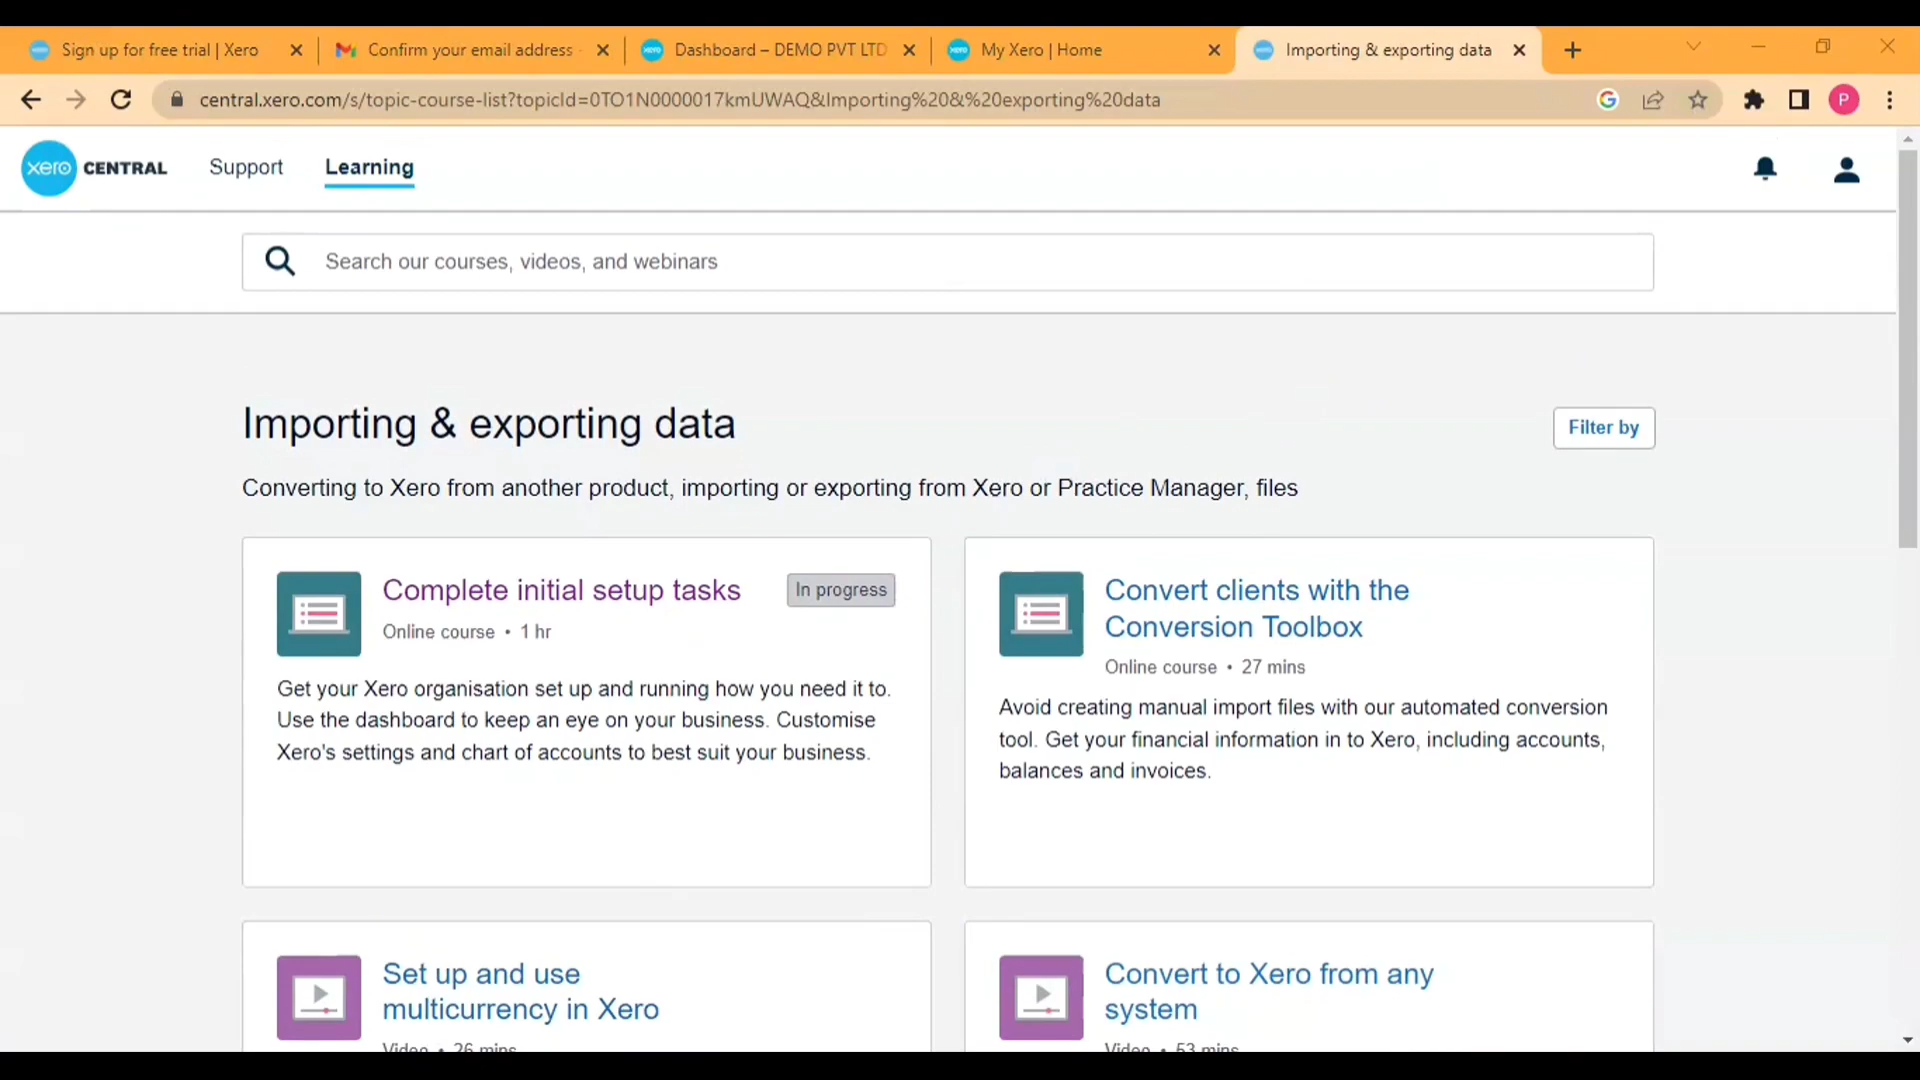 Sign up for free trial | Xero
Confirm your email address
Dashboard – DEMO PVT LTD
My Xero | Home
Importing & exporting data
central.xero.com/s/topic-course-list?topicId=0TO1N0000017kmUWAQ&Importing%20&%20exporting%20data
P
xero CENTRAL
Support
Learning
Search our courses, videos, and webinars
Importing & exporting data
Filter by
Converting to Xero from another product, importing or exporting from Xero or Practice Manager, files
Complete initial setup tasks
In progress
Online course • 1 hr
Get your Xero organisation set up and running how you need it to.
Use the dashboard to keep an eye on your business. Customise
Xero's settings and chart of accounts to best suit your business.
Convert clients with the
Conversion Toolbox
Online course • 27 mins
Avoid creating manual import files with our automated conversion
tool. Get your financial information in to Xero, including accounts,
balances and invoices.
Set up and use
multicurrency in Xero
Video • 26 mins
Convert to Xero from any
system
Video • 53 mins